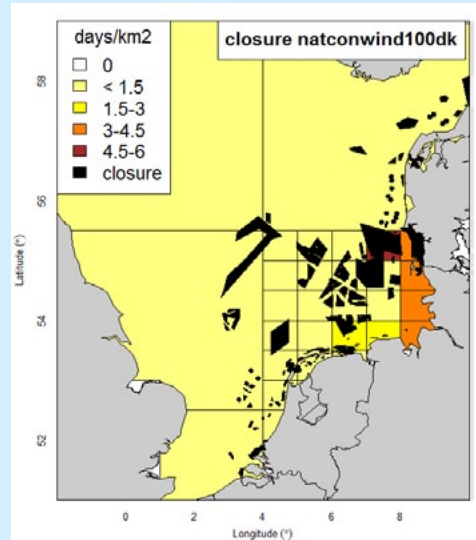 days/km2
0
< 1.5
1.5-3
3-4.5
4.5-6
closure
closure natconwind100dk
58
56
54
52
Latitude (°)
0
2
4
6
8
Longitude (°)